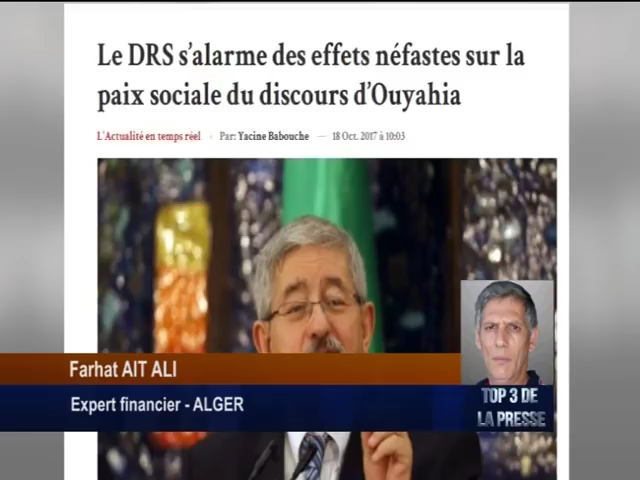 Le DRS s'alarme des effets néfastes sur la
paix sociale du discours d'Ouyahia
L'Actualité en temps réel • Par: Yacine Babouche — 18 Oct. 2017 à 10:03
Farhat AIT ALI
Expert financier - ALGER
TOP 3 DE
LA PRESSE